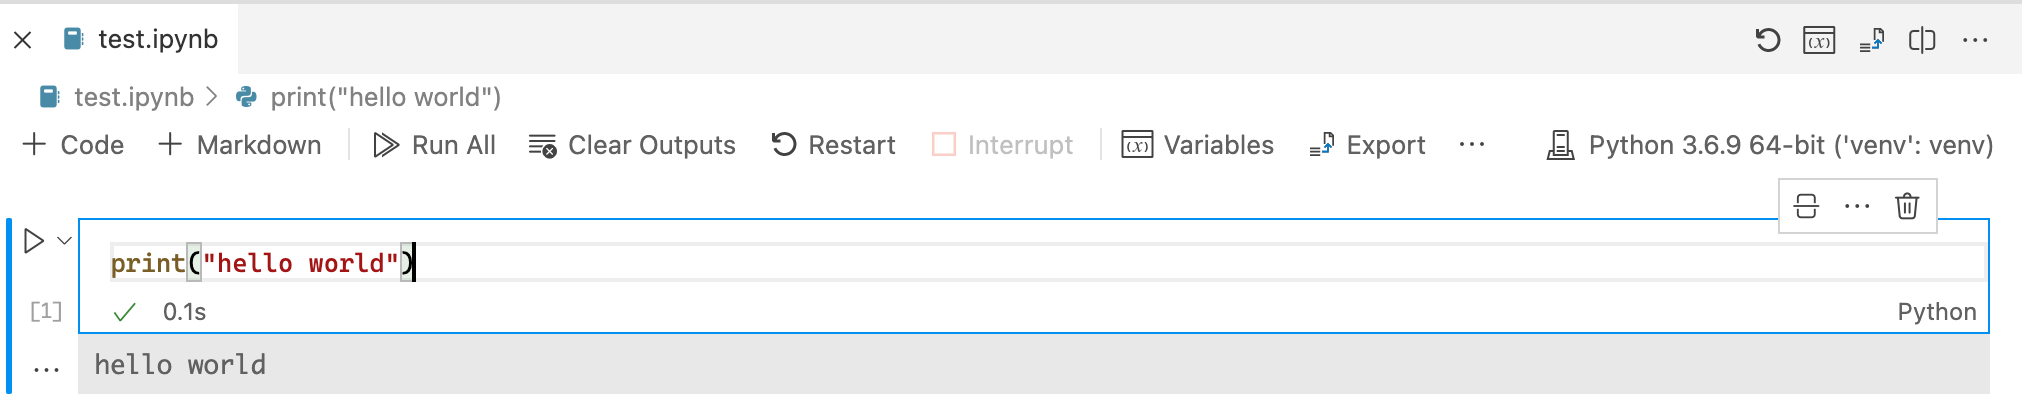 test.ipynb
test.ipynb > print("hello world")
+ Code + Markdown Run All Clear Outputs Restart Interrupt (x) Variables Export ... Python 3.6.9 64-bit ('venv': venv)
print("hello world")
[1] ✓ 0.1s Python
... hello world